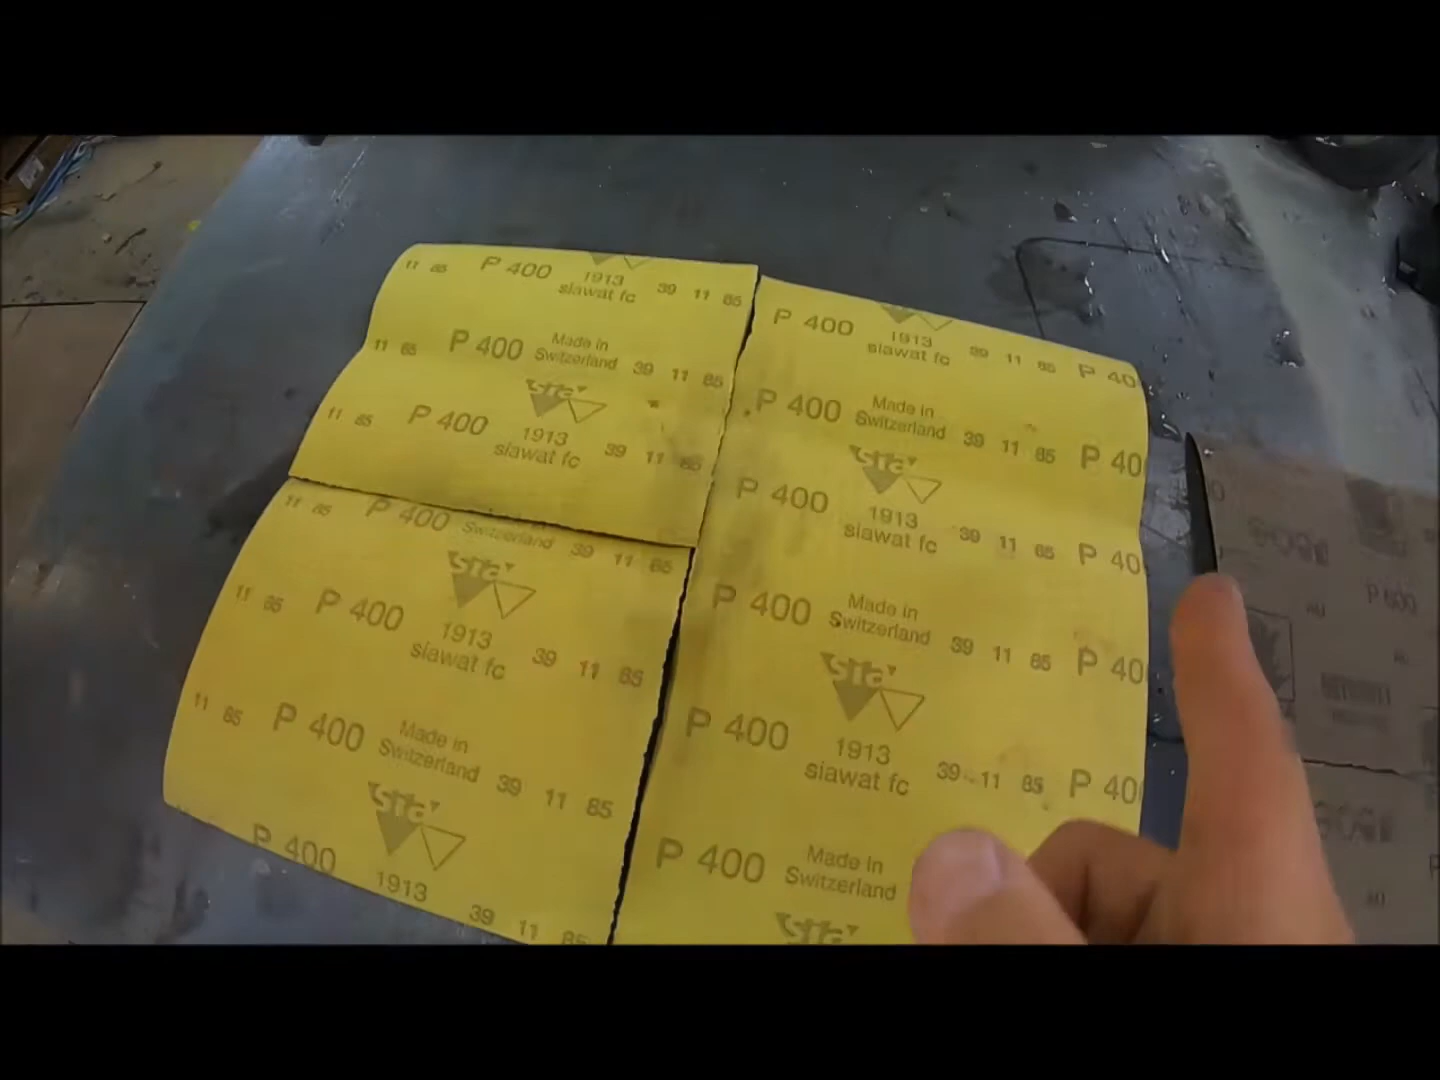 11 85 P 400 1913 39 11 85
siawat fc
11 85 P 400 Made in 39 11 85
Switzerland
sia
11 85 P 400 1913 39 11 85
siawat fc
11 85 P 400 Switzerland 39 11 85
sia
11 85 P 400 1913 39 11 85
siawat fc
11 85 P 400 Made in 39 11 85
Switzerland
sia
P 400 1913 39 11 85
P 400 1913 39 11 85 P 40
siawat fc
P 400 Made in 39 11 85 P 40
Switzerland
sia
P 400 1913 39 11 85 P 40
siawat fc
P 400 Made in 39 11 85 P 40
Switzerland
sia
P 400 1913 39 11 85 P 40
siawat fc
P 400 Made in
Switzerland
sia
P 600